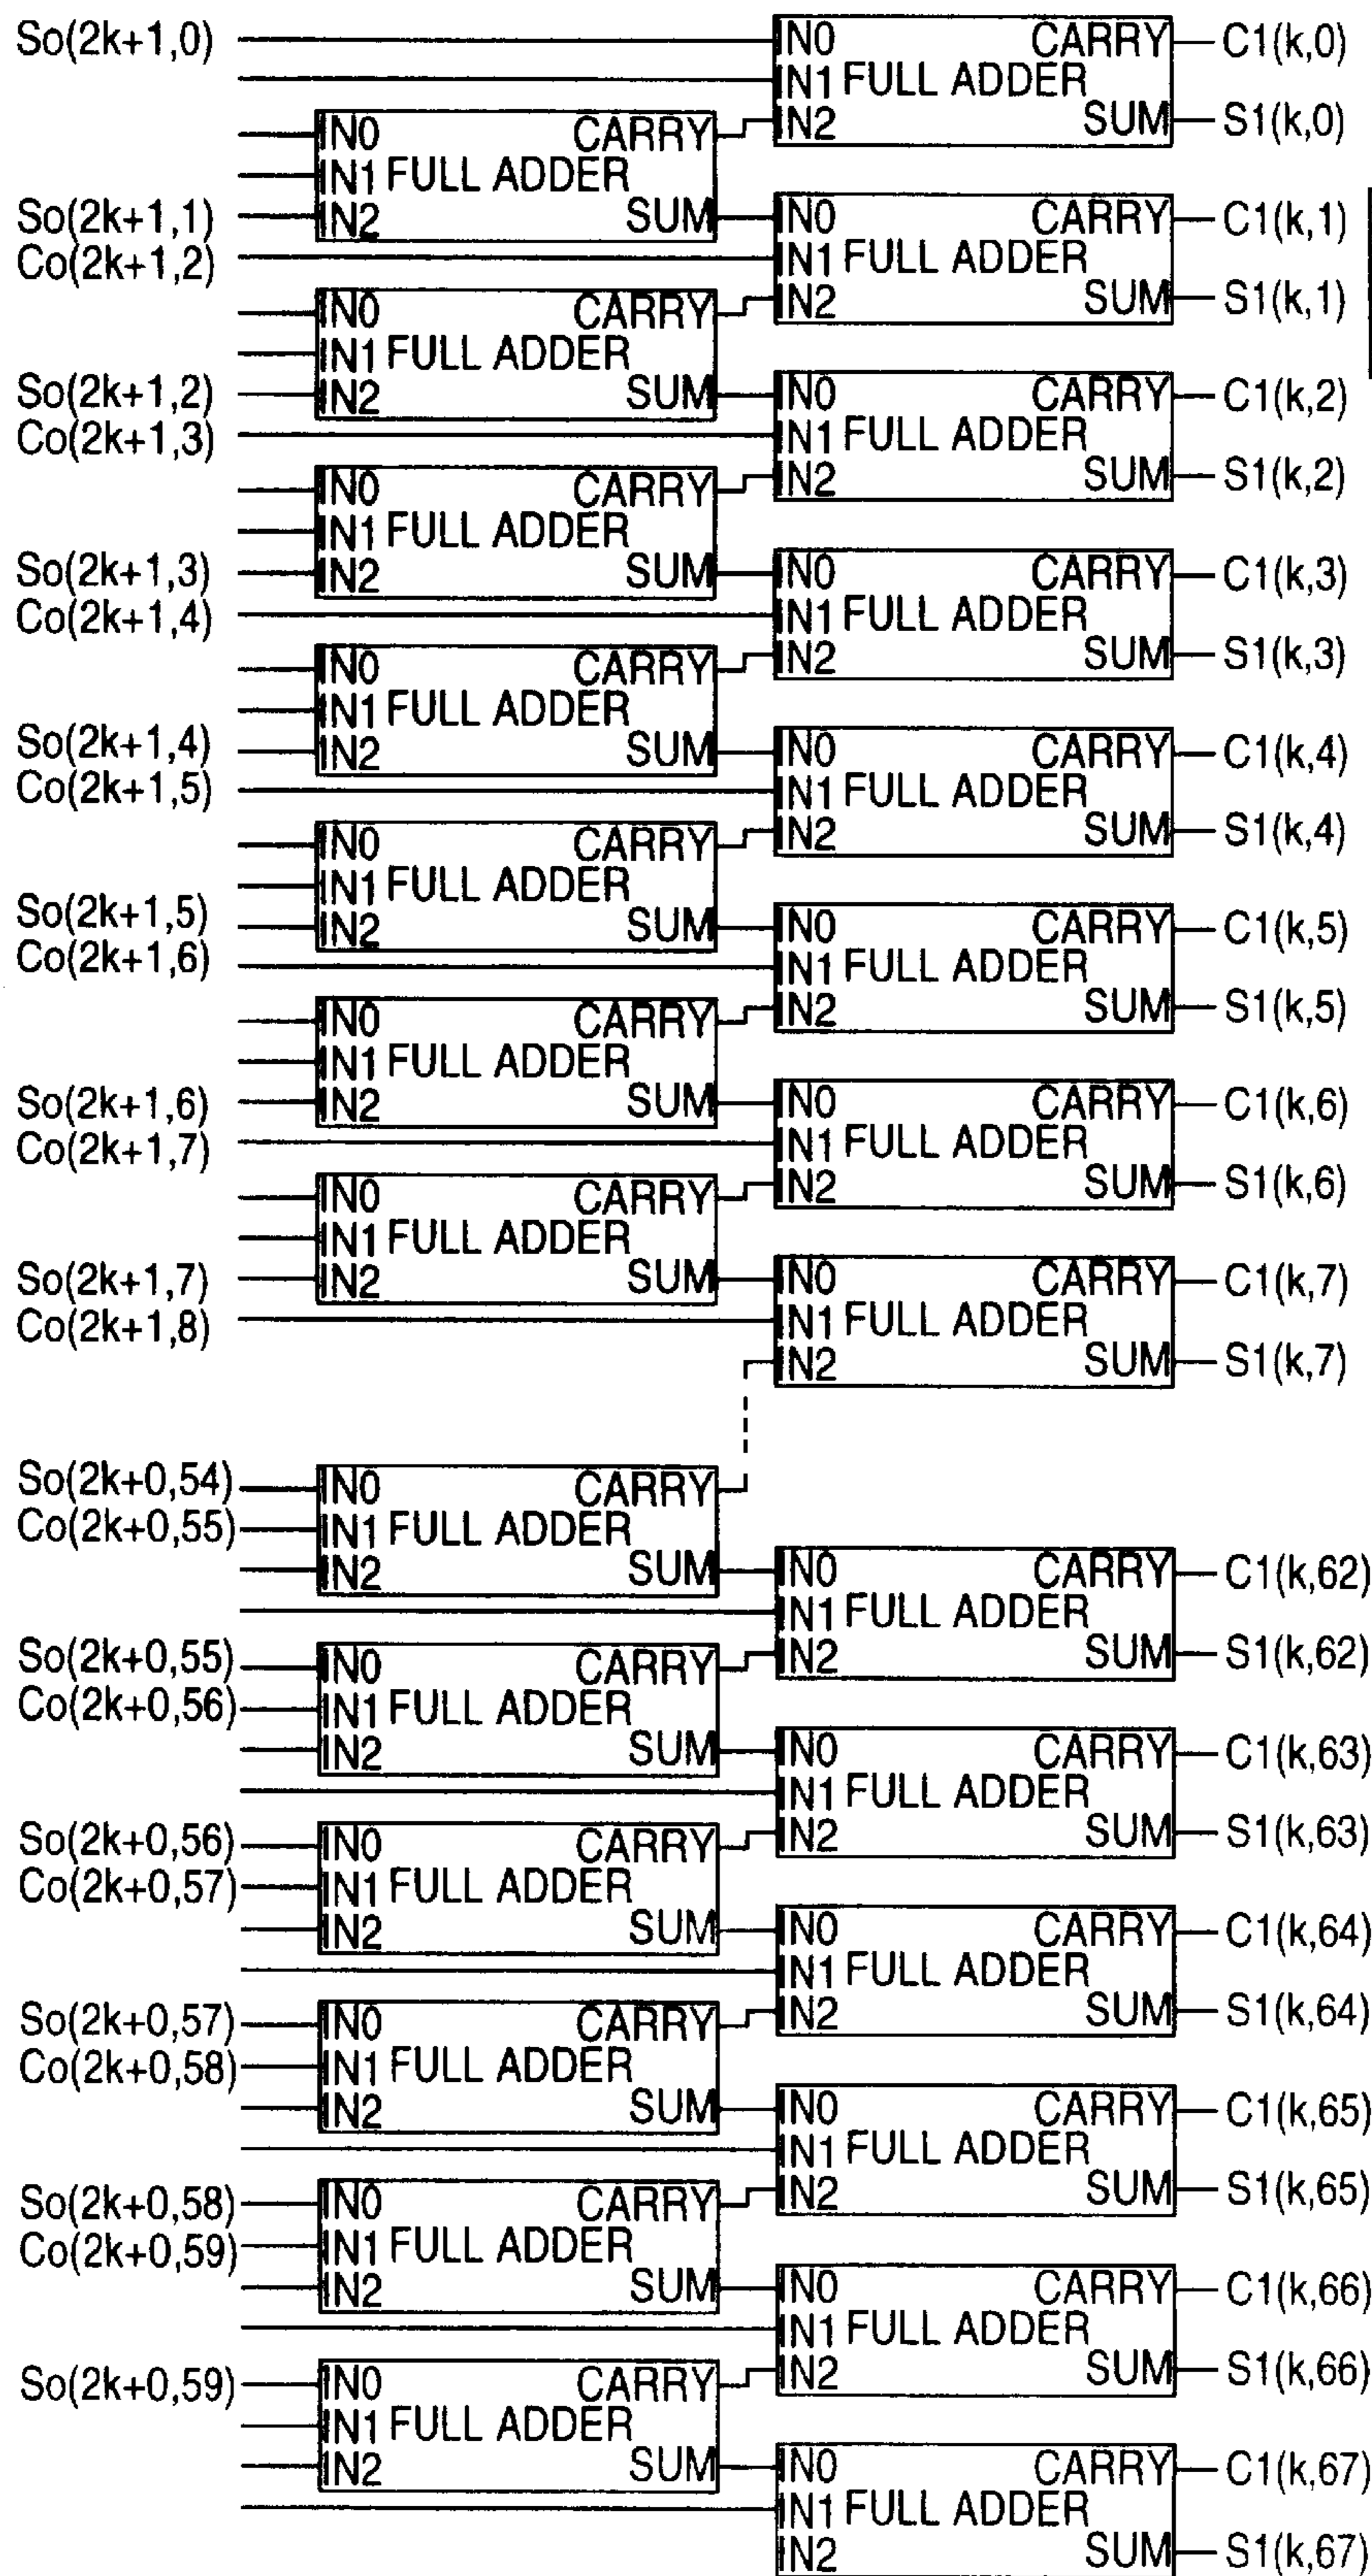 So(2k+1,0) IN0 CARRY C1(k,0)
IN1 FULL ADDER
IN2 SUM S1(k,0)
IN0 CARRY
IN1 FULL ADDER
So(2k+1,1) IN2 SUM IN0 CARRY C1(k,1)
Co(2k+1,2) IN1 FULL ADDER
IN0 CARRY IN2 SUM S1(k,1)
IN1 FULL ADDER
So(2k+1,2) IN2 SUM IN0 CARRY C1(k,2)
Co(2k+1,3) IN1 FULL ADDER
IN0 CARRY IN2 SUM S1(k,2)
IN1 FULL ADDER
So(2k+1,3) IN2 SUM IN0 CARRY C1(k,3)
Co(2k+1,4) IN1 FULL ADDER
IN0 CARRY IN2 SUM S1(k,3)
IN1 FULL ADDER
So(2k+1,4) IN2 SUM IN0 CARRY C1(k,4)
Co(2k+1,5) IN1 FULL ADDER
IN0 CARRY IN2 SUM S1(k,4)
IN1 FULL ADDER
So(2k+1,5) IN2 SUM IN0 CARRY C1(k,5)
Co(2k+1,6) IN1 FULL ADDER
IN0 CARRY IN2 SUM S1(k,5)
IN1 FULL ADDER
So(2k+1,6) IN2 SUM IN0 CARRY C1(k,6)
Co(2k+1,7) IN1 FULL ADDER
IN0 CARRY IN2 SUM S1(k,6)
IN1 FULL ADDER
So(2k+1,7) IN2 SUM IN0 CARRY C1(k,7)
Co(2k+1,8) IN1 FULL ADDER
IN2 SUM S1(k,7)
So(2k+0,54) IN0 CARRY
Co(2k+0,55) IN1 FULL ADDER
IN2 SUM IN0 CARRY C1(k,62)
IN1 FULL ADDER
So(2k+0,55) IN0 CARRY IN2 SUM S1(k,62)
Co(2k+0,56) IN1 FULL ADDER
IN2 SUM IN0 CARRY C1(k,63)
IN1 FULL ADDER
So(2k+0,56) IN0 CARRY IN2 SUM S1(k,63)
Co(2k+0,57) IN1 FULL ADDER
IN2 SUM IN0 CARRY C1(k,64)
IN1 FULL ADDER
So(2k+0,57) IN0 CARRY IN2 SUM S1(k,64)
Co(2k+0,58) IN1 FULL ADDER
IN2 SUM IN0 CARRY C1(k,65)
IN1 FULL ADDER
So(2k+0,58) IN0 CARRY IN2 SUM S1(k,65)
Co(2k+0,59) IN1 FULL ADDER
IN2 SUM IN0 CARRY C1(k,66)
IN1 FULL ADDER
So(2k+0,59) IN0 CARRY IN2 SUM S1(k,66)
IN1 FULL ADDER
IN2 SUM IN0 CARRY C1(k,67)
IN1 FULL ADDER
IN2 SUM S1(k,67)